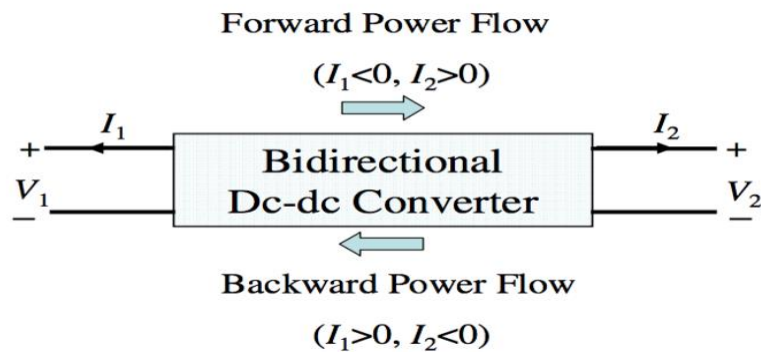 Forward Power Flow
(I₁<0, I₂>0)
I₁ I₂
+ Bidirectional +
V₁ Dc-dc Converter V₂
− −
Backward Power Flow
(I₁>0, I₂<0)